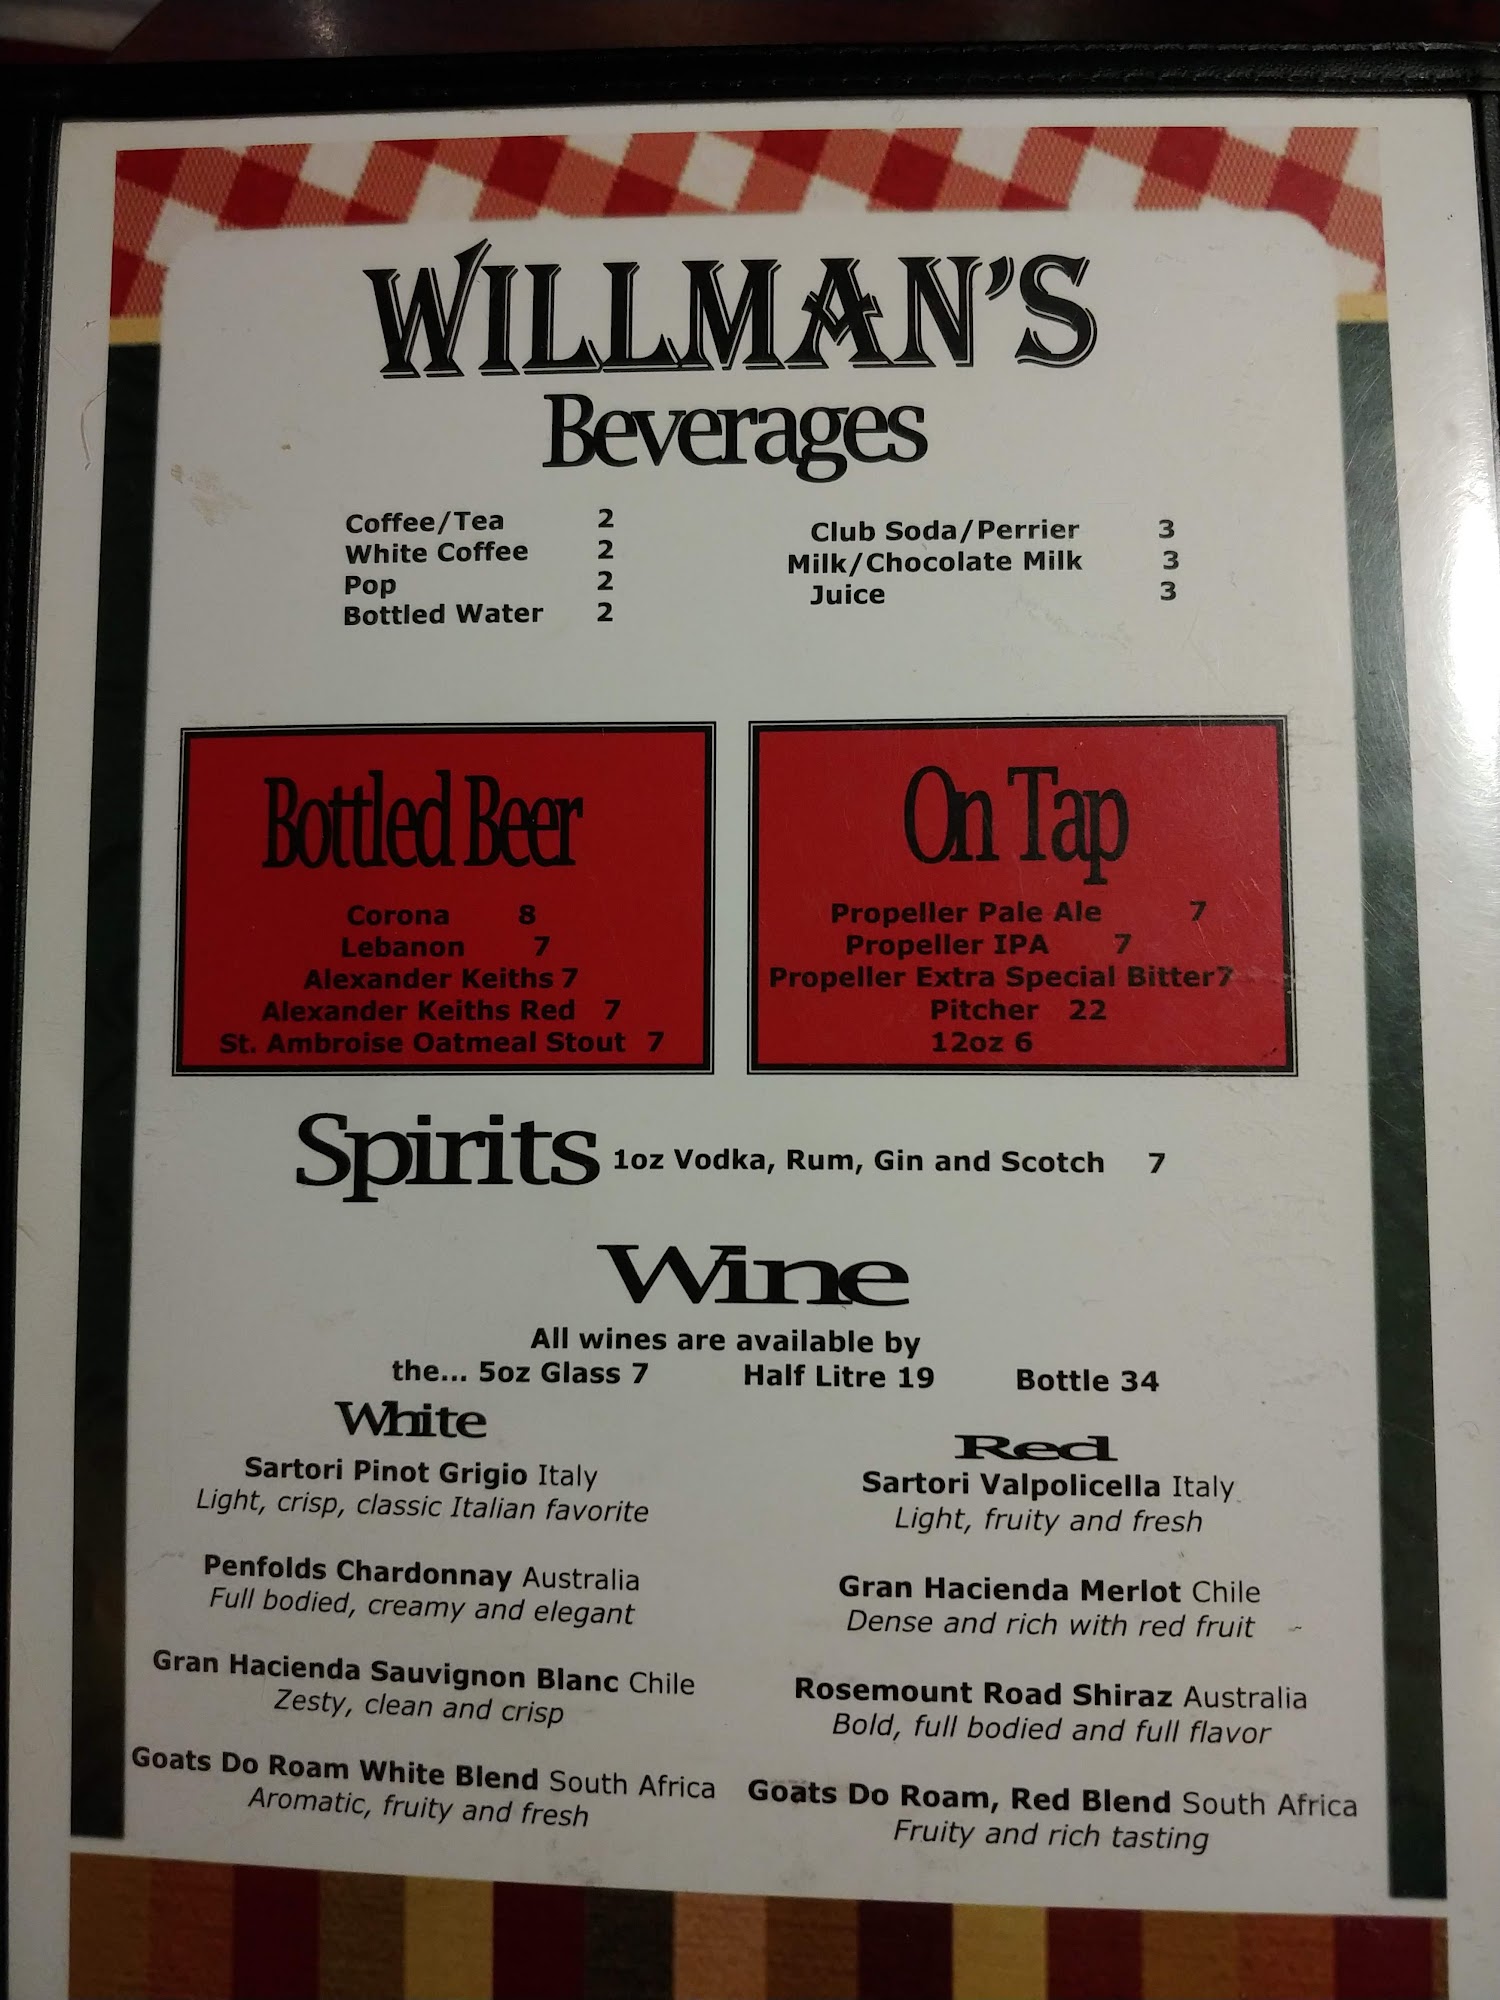 WILLMAN'S
Beverages
Coffee/Tea 2
White Coffee 2
Pop 2
Bottled Water 2
Club Soda/Perrier 3
Milk/Chocolate Milk 3
Juice 3
Bottled Beer
Corona 8
Lebanon 7
Alexander Keiths 7
Alexander Keiths Red 7
St. Ambroise Oatmeal Stout 7
On Tap
Propeller Pale Ale 7
Propeller IPA 7
Propeller Extra Special Bitter7
Pitcher 22
12oz 6
Spirits 1oz Vodka, Rum, Gin and Scotch 7
Wine
All wines are available by
the... 5oz Glass 7 Half Litre 19 Bottle 34
White
Sartori Pinot Grigio Italy
Light, crisp, classic Italian favorite
Penfolds Chardonnay Australia
Full bodied, creamy and elegant
Gran Hacienda Sauvignon Blanc Chile
Zesty, clean and crisp
Goats Do Roam White Blend South Africa
Aromatic, fruity and fresh
Red
Sartori Valpolicella Italy
Light, fruity and fresh
Gran Hacienda Merlot Chile
Dense and rich with red fruit
Rosemount Road Shiraz Australia
Bold, full bodied and full flavor
Goats Do Roam, Red Blend South Africa
Fruity and rich tasting